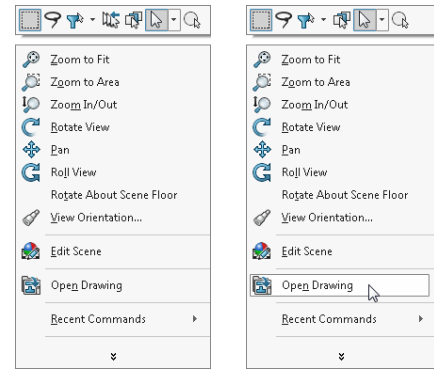 Zoom to Fit
Zoom to Area
Zoom In/Out
Rotate View
Pan
Roll View
Rotate About Scene Floor
View Orientation...
Edit Scene
Open Drawing
Recent Commands
Zoom to Fit
Zoom to Area
Zoom In/Out
Rotate View
Pan
Roll View
Rotate About Scene Floor
View Orientation...
Edit Scene
Open Drawing
Recent Commands